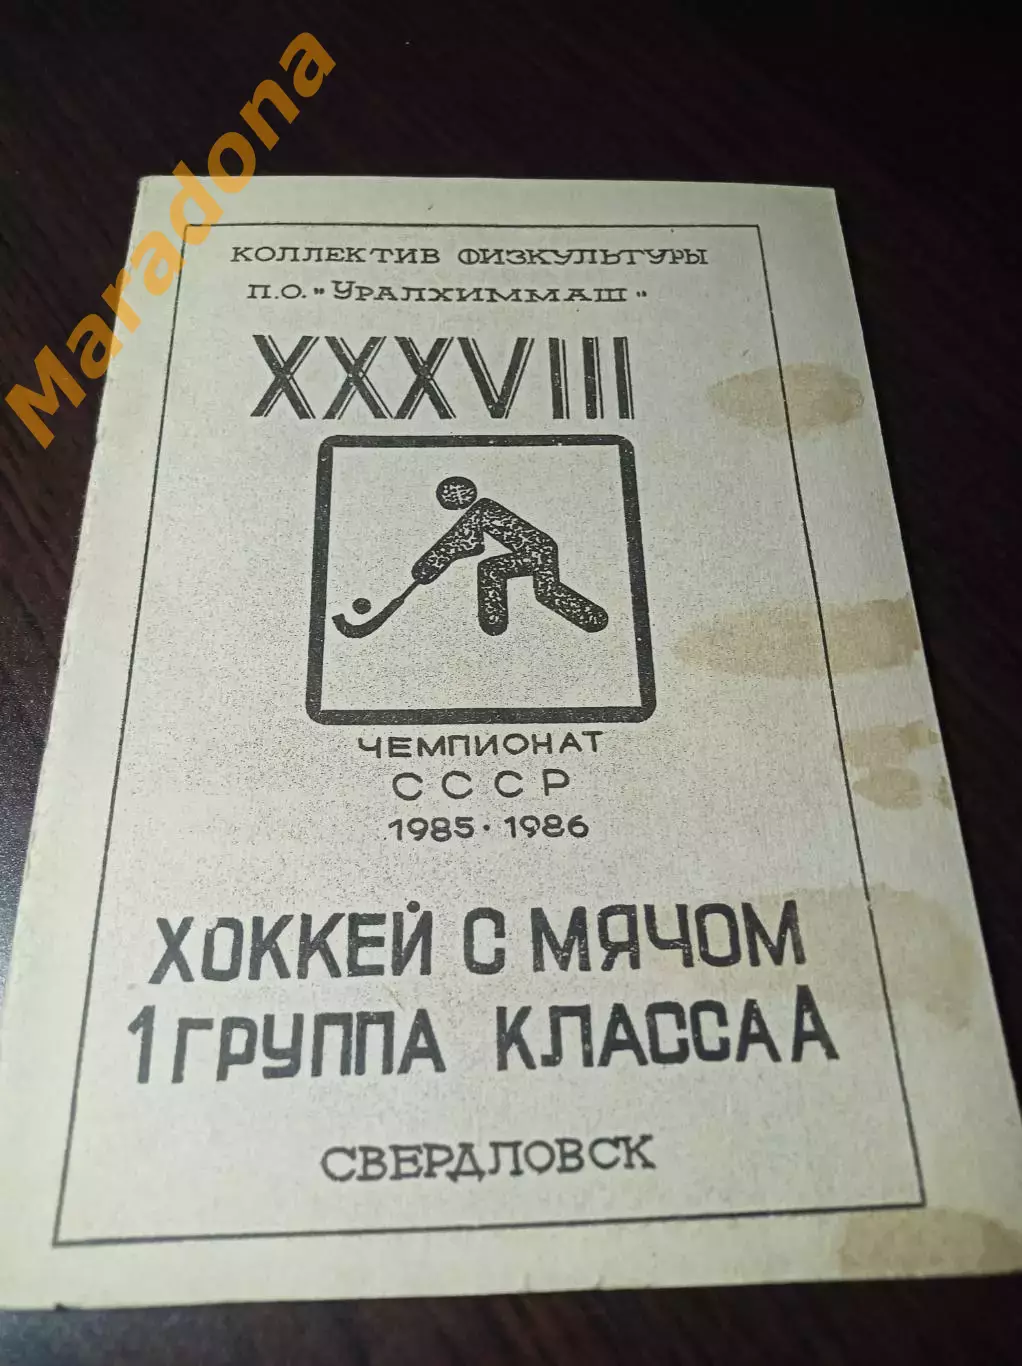 Maradona
КОЛЛЕКТИВ ФИЗКУЛЬТУРЫ
П.О. "УРАЛХИММАШ"
XXXVIII
ЧЕМПИОНАТ
СССР
1985·1986
ХОККЕЙ С МЯЧОМ
1 ГРУППА КЛАССА А
СВЕРДЛОВСК